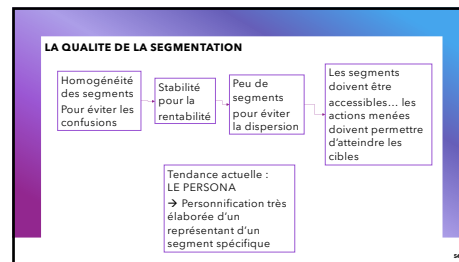 LA QUALITE DE LA SEGMENTATION
Homogénéité
des segments
Pour éviter les
confusions
Stabilité
pour la
rentabilité
Peu de
segments
pour éviter
la dispersion
Les segments
doivent être
accessibles… les
actions menées
doivent permettre
d'atteindre les
cibles
Tendance actuelle :
LE PERSONA
→ Personnification très
élaborée d'un
représentant d'un
segment spécifique